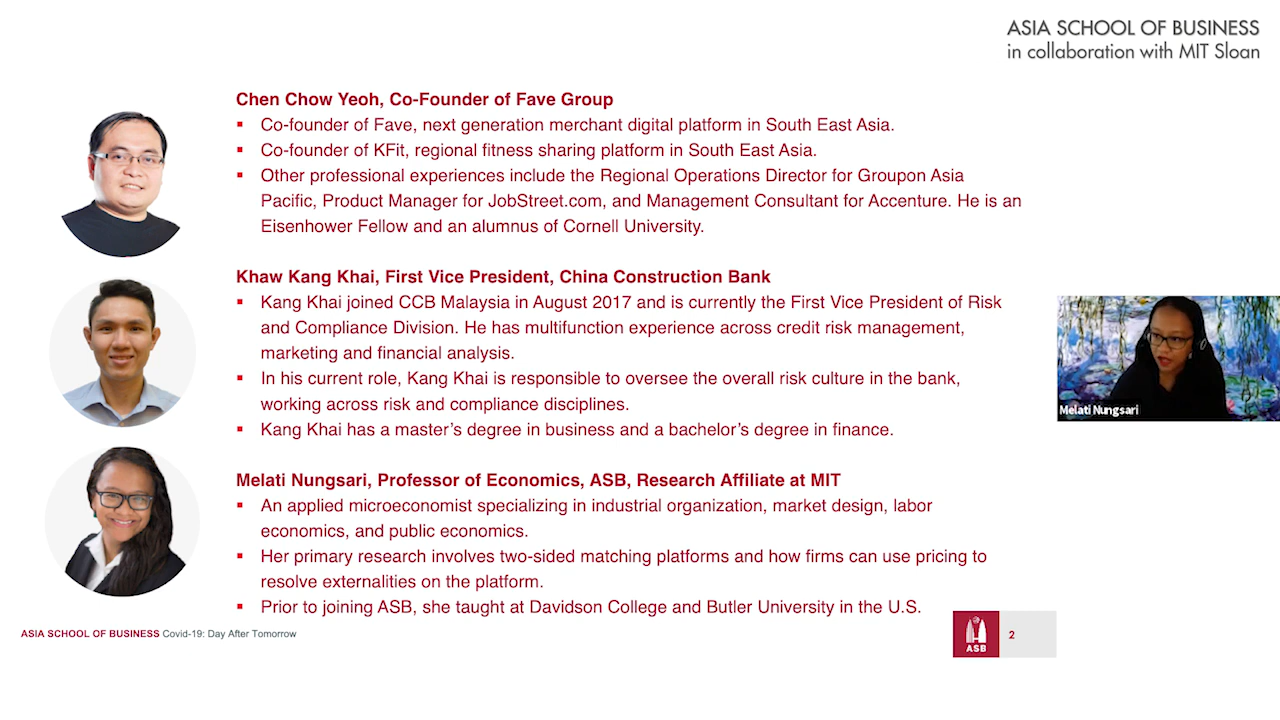 ASIA SCHOOL OF BUSINESS
in collaboration with MIT Sloan
Chen Chow Yeoh, Co-Founder of Fave Group
▪ Co-founder of Fave, next generation merchant digital platform in South East Asia.
▪ Co-founder of KFit, regional fitness sharing platform in South East Asia.
▪ Other professional experiences include the Regional Operations Director for Groupon Asia
Pacific, Product Manager for JobStreet.com, and Management Consultant for Accenture. He is an
Eisenhower Fellow and an alumnus of Cornell University.
Khaw Kang Khai, First Vice President, China Construction Bank
▪ Kang Khai joined CCB Malaysia in August 2017 and is currently the First Vice President of Risk
and Compliance Division. He has multifunction experience across credit risk management,
marketing and financial analysis.
▪ In his current role, Kang Khai is responsible to oversee the overall risk culture in the bank,
working across risk and compliance disciplines.
▪ Kang Khai has a master's degree in business and a bachelor's degree in finance.
Melati Nungsari
Melati Nungsari, Professor of Economics, ASB, Research Affiliate at MIT
▪ An applied microeconomist specializing in industrial organization, market design, labor
economics, and public economics.
▪ Her primary research involves two-sided matching platforms and how firms can use pricing to
resolve externalities on the platform.
▪ Prior to joining ASB, she taught at Davidson College and Butler University in the U.S.
ASIA SCHOOL OF BUSINESS Covid-19: Day After Tomorrow
ASB
2